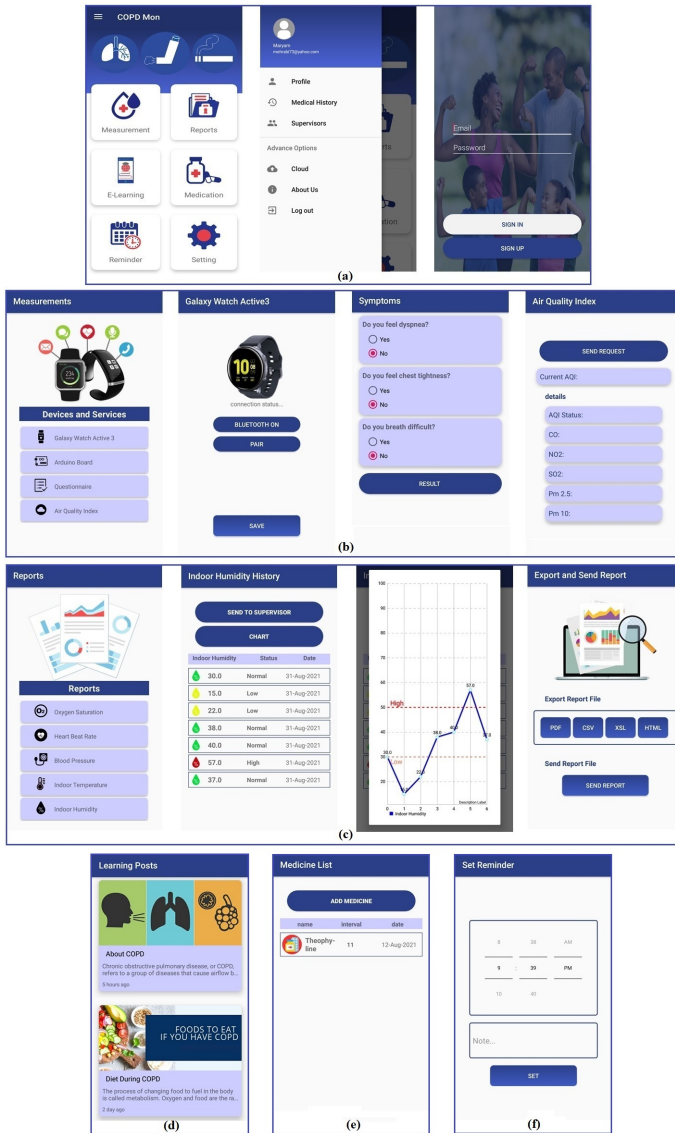 COPD Mon
Measurement
Reports
E-Learning
Medication
Reminder
Setting
Maryam
Profile
Medical History
Supervisors
Advance Options
Cloud
About Us
Log out
Email
Password
SIGN IN
SIGN UP
(a)
Measurements
Devices and Services
Galaxy Watch Active 3
Arduino Board
Questionnaire
Air Quality Index
Galaxy Watch Active3
connection status...
BLUETOOTH ON
PAIR
SAVE
Symptoms
Do you feel dyspnea?
Yes
No
Do you feel chest tightness?
Yes
No
Do you breath difficult?
Yes
No
RESULT
Air Quality Index
SEND REQUEST
Current AQI:
details
AQI Status:
CO:
NO2:
SO2:
Pm 2.5:
Pm 10:
(b)
Reports
Reports
Oxygen Saturation
Heart Beat Rate
Blood Pressure
Indoor Temperature
Indoor Humidity
Indoor Humidity History
SEND TO SUPERVISOR
CHART
Indoor Humidity Status Date
30.0 Normal 31-Aug-2021
15.0 Low 31-Aug-2021
22.0 Low 31-Aug-2021
38.0 Normal 31-Aug-2021
40.0 Normal 31-Aug-2021
57.0 High 31-Aug-2021
37.0 Normal 31-Aug-2021
100
90
80
70
60
57.0
50 High
38.0 40.0
40
30.0
30 Low
22.0
20
0 1 2 3 4 5 6
Description Label
Indoor Humidity
Export and Send Report
Export Report File
PDF CSV XSL HTML
Send Report File
SEND REPORT
(c)
Learning Posts
About COPD
Chronic obstructive pulmonary disease, or COPD,
refers to a group of diseases that cause airflow b...
5 hours ago
FOODS TO EAT
IF YOU HAVE COPD
Diet During COPD
The process of changing food to fuel in the body
is called metabolism. Oxygen and food are the ra...
2 day ago
(d)
Medicine List
ADD MEDICINE
name interval date
Theophy-
line 11 12-Aug-2021
(e)
Set Reminder
8 38 AM
9 : 39 PM
10 40
Note...
SET
(f)